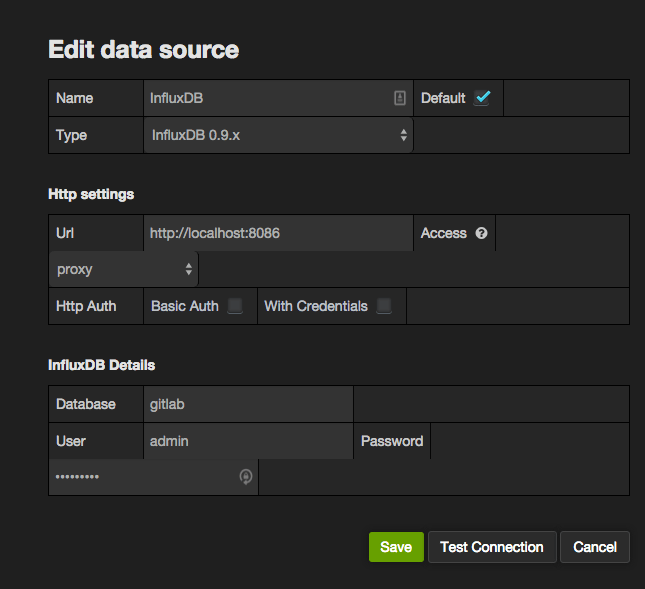 Edit data source
Name InfluxDB Default
Type InfluxDB 0.9.x
Http settings
Url http://localhost:8086 Access
proxy
Http Auth Basic Auth With Credentials
InfluxDB Details
Database gitlab
User admin Password
•••••••••
Save Test Connection Cancel